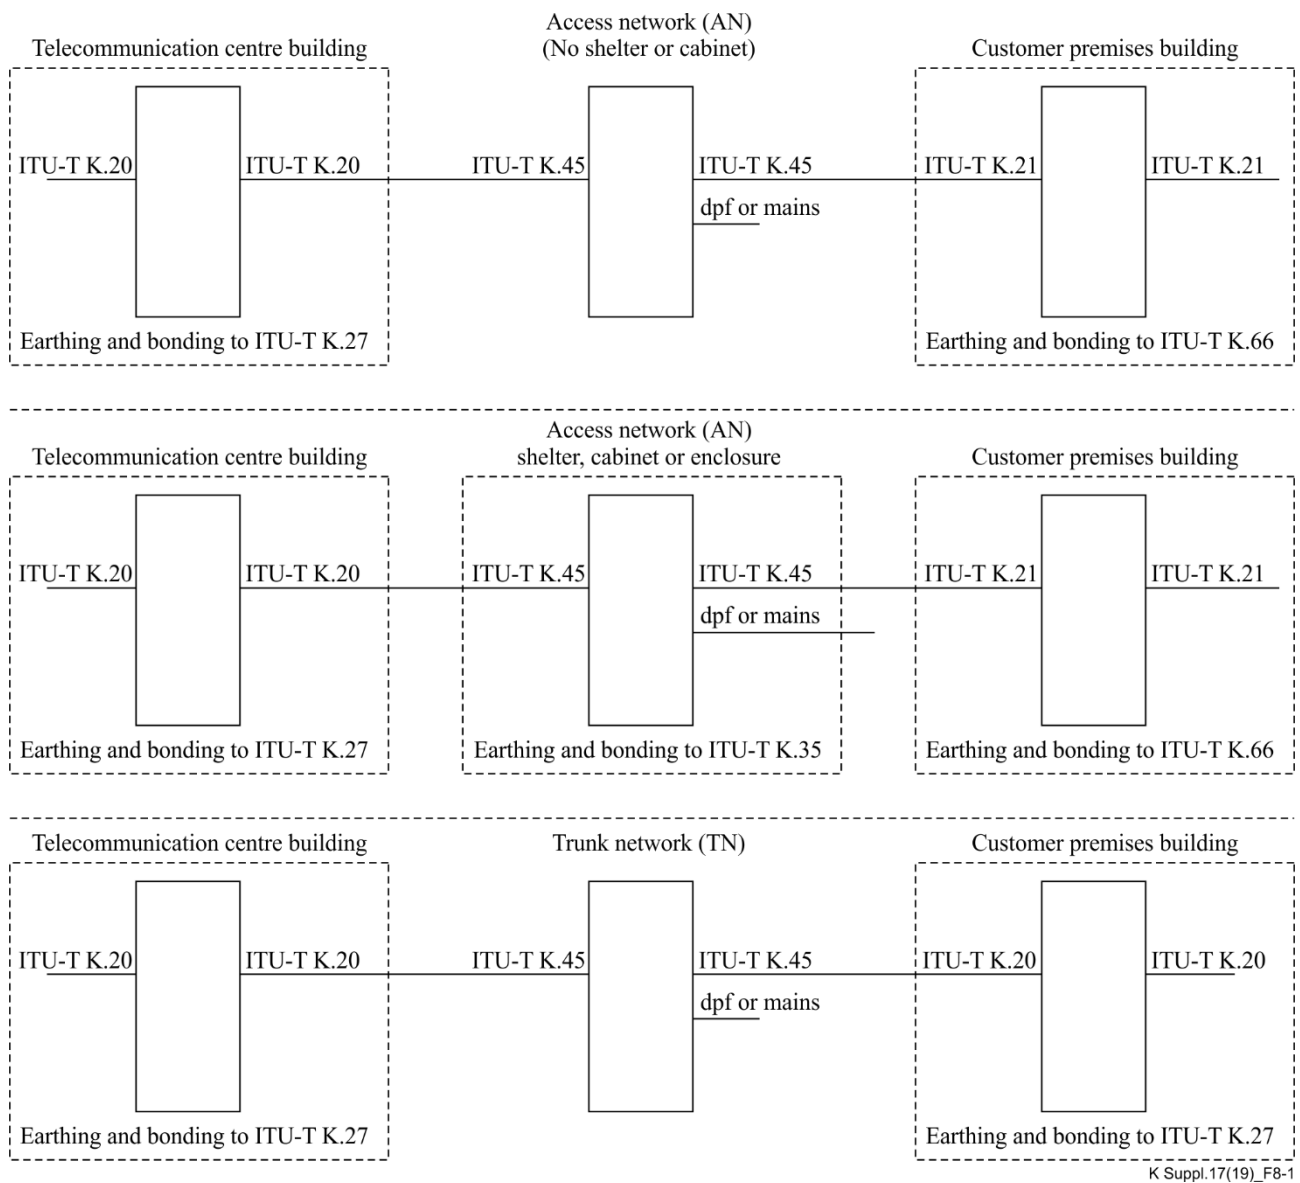 Access network (AN)
Telecommunication centre building (No shelter or cabinet) Customer premises building
ITU-T K.20 ITU-T K.20 ITU-T K.45 ITU-T K.45 ITU-T K.21 ITU-T K.21
dpf or mains
Earthing and bonding to ITU-T K.27 Earthing and bonding to ITU-T K.66
Access network (AN)
Telecommunication centre building shelter, cabinet or enclosure Customer premises building
ITU-T K.20 ITU-T K.20 ITU-T K.45 ITU-T K.45 ITU-T K.21 ITU-T K.21
dpf or mains
Earthing and bonding to ITU-T K.27 Earthing and bonding to ITU-T K.35 Earthing and bonding to ITU-T K.66
Telecommunication centre building Trunk network (TN) Customer premises building
ITU-T K.20 ITU-T K.20 ITU-T K.45 ITU-T K.45 ITU-T K.20 ITU-T K.20
dpf or mains
Earthing and bonding to ITU-T K.27 Earthing and bonding to ITU-T K.27
K Suppl.17(19)_F8-1